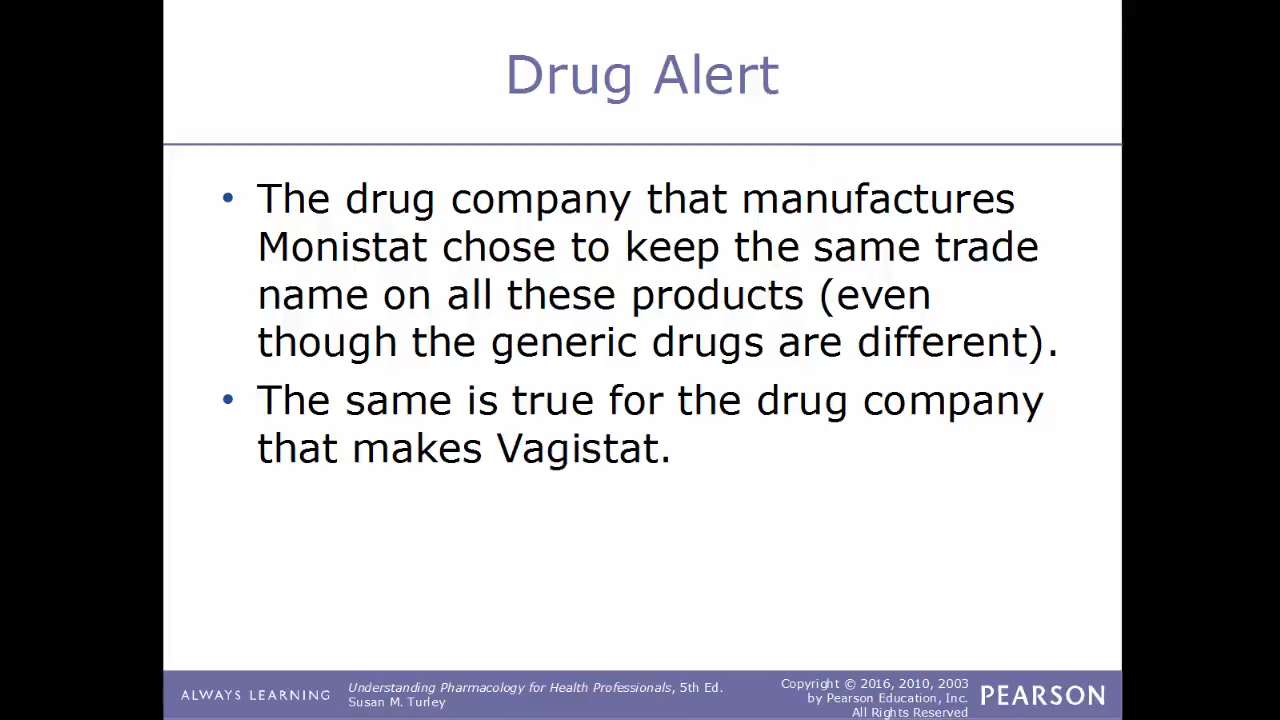 Drug Alert
• The drug company that manufactures
Monistat chose to keep the same trade
name on all these products (even
though the generic drugs are different).
• The same is true for the drug company
that makes Vagistat.
ALWAYS LEARNING
Understanding Pharmacology for Health Professionals, 5th Ed.
Susan M. Turley
Copyright © 2016, 2010, 2003
by Pearson Education, Inc.
All Rights Reserved
PEARSON